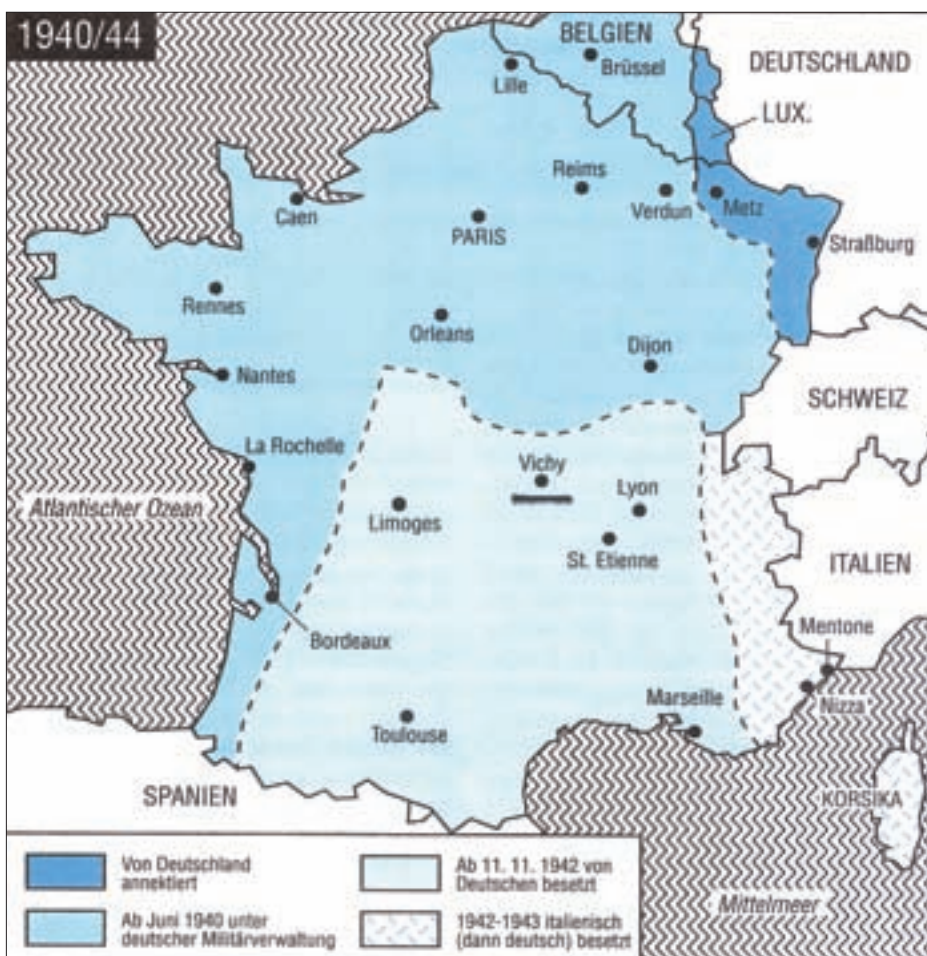 1940/44
BELGIEN
Brüssel
Lille
DEUTSCHLAND
LUX.
Reims
Caen
Verdun
Metz
PARIS
Straßburg
Rennes
Orleans
Dijon
Nantes
SCHWEIZ
La Rochelle
Vichy
Lyon
Atlantischer Ozean
Limoges
St. Etienne
ITALIEN
Mentone
Bordeaux
Marseille
Nizza
Toulouse
SPANIEN
KORSIKA
Von Deutschland
annektiert
Ab Juni 1940 unter
deutscher Militärverwaltung
Ab 11. 11. 1942 von
Deutschen besetzt
1942-1943 italienisch
(dann deutsch) besetzt
Mittelmeer